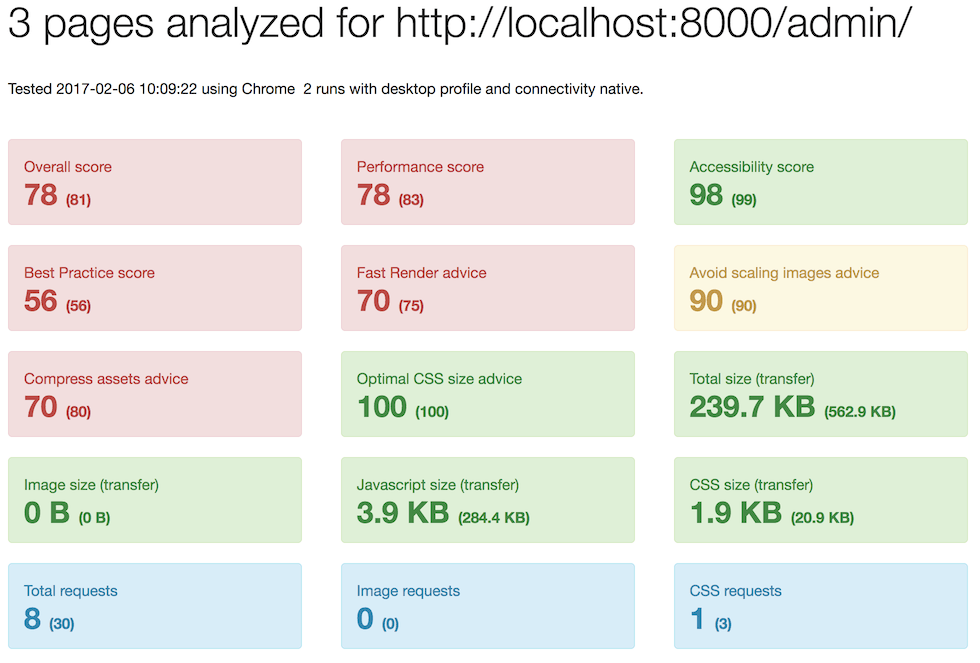 3 pages analyzed for http://localhost:8000/admin/
Tested 2017-02-06 10:09:22 using Chrome 2 runs with desktop profile and connectivity native.
Overall score
78 (81)
Performance score
78 (83)
Accessibility score
98 (99)
Best Practice score
56 (56)
Fast Render advice
70 (75)
Avoid scaling images advice
90 (90)
Compress assets advice
70 (80)
Optimal CSS size advice
100 (100)
Total size (transfer)
239.7 KB (562.9 KB)
Image size (transfer)
0 B (0 B)
Javascript size (transfer)
3.9 KB (284.4 KB)
CSS size (transfer)
1.9 KB (20.9 KB)
Total requests
8 (30)
Image requests
0 (0)
CSS requests
1 (3)